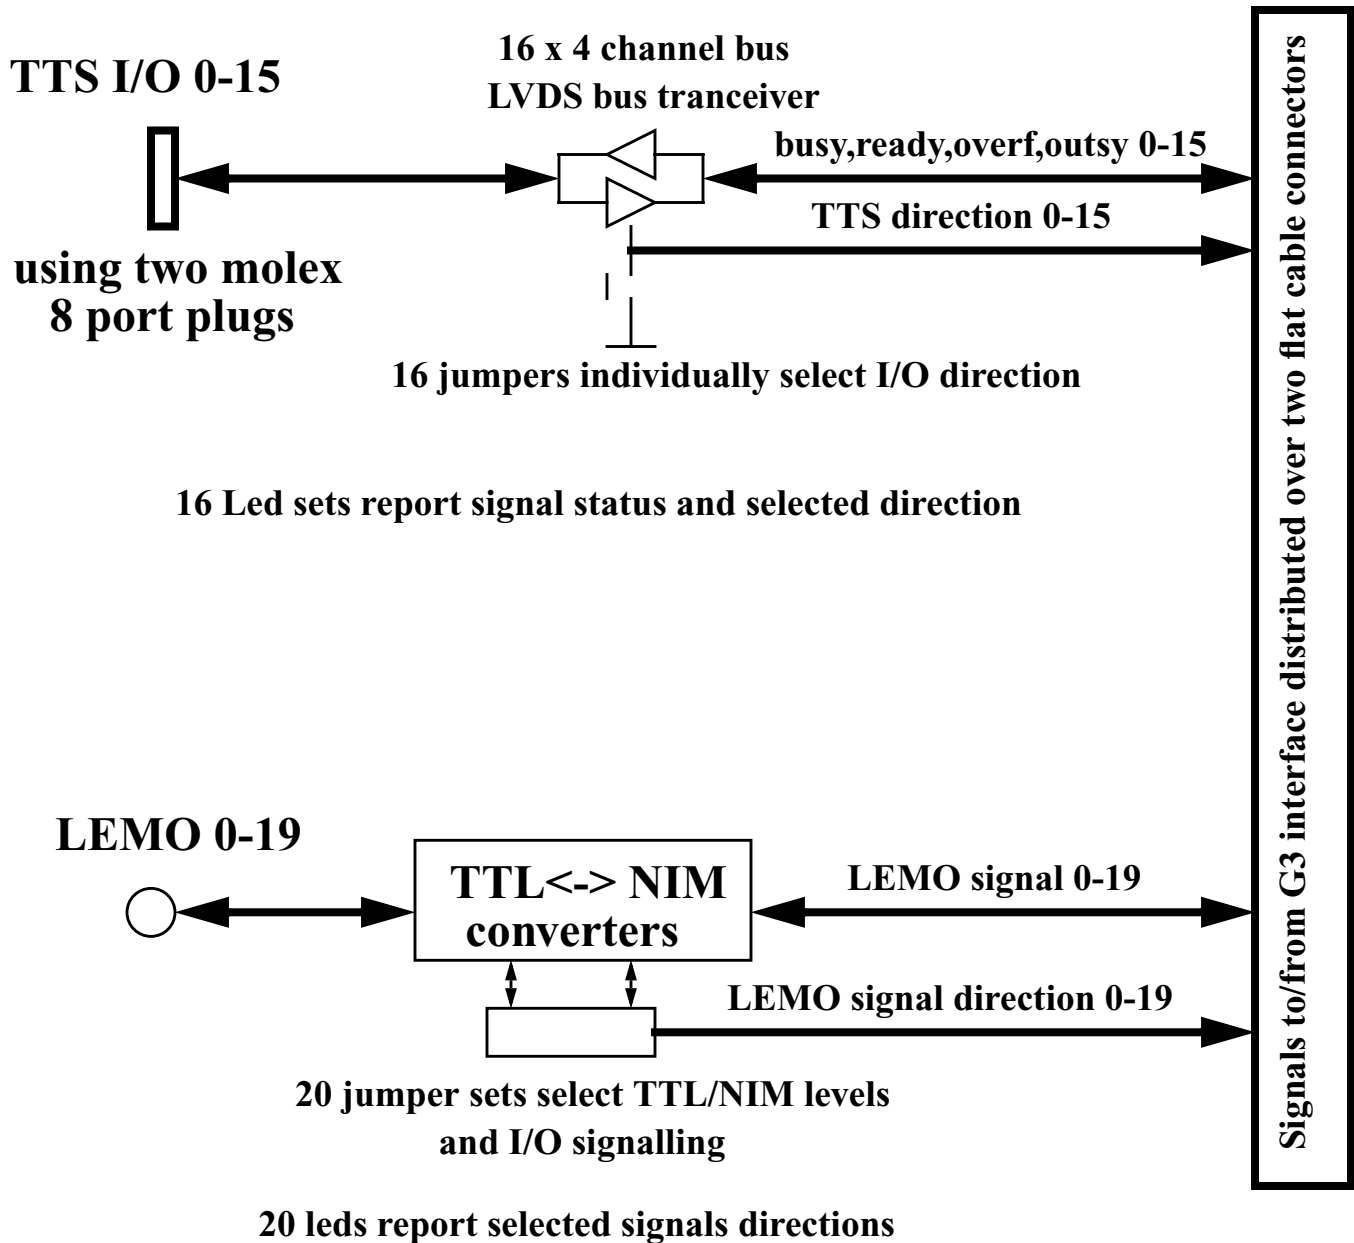 16 x 4 channel bus
LVDS bus tranceiver
TTS I/O 0-15
busy,ready,overf,outsy 0-15
TTS direction 0-15
using two molex
8 port plugs
16 jumpers individually select I/O direction
16 Led sets report signal status and selected direction
Signals to/from G3 interface distributed over two flat cable connectors
LEMO 0-19
TTL<-> NIM
converters
LEMO signal 0-19
LEMO signal direction 0-19
20 jumper sets select TTL/NIM levels
and I/O signalling
20 leds report selected signals directions